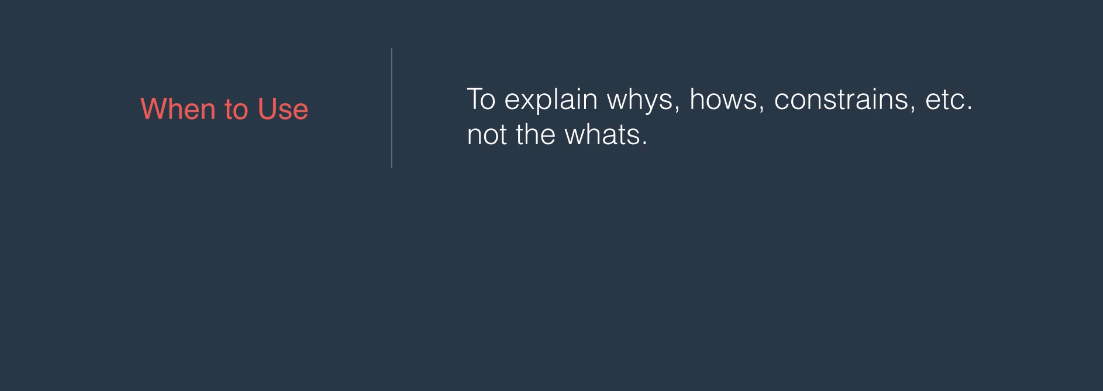 When to Use
To explain whys, hows, constrains, etc.
not the whats.